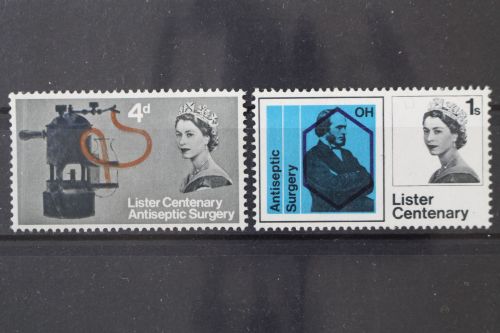 4d
Lister Centenary
Antiseptic Surgery
1s
OH
Antiseptic
Surgery
Lister
Centenary